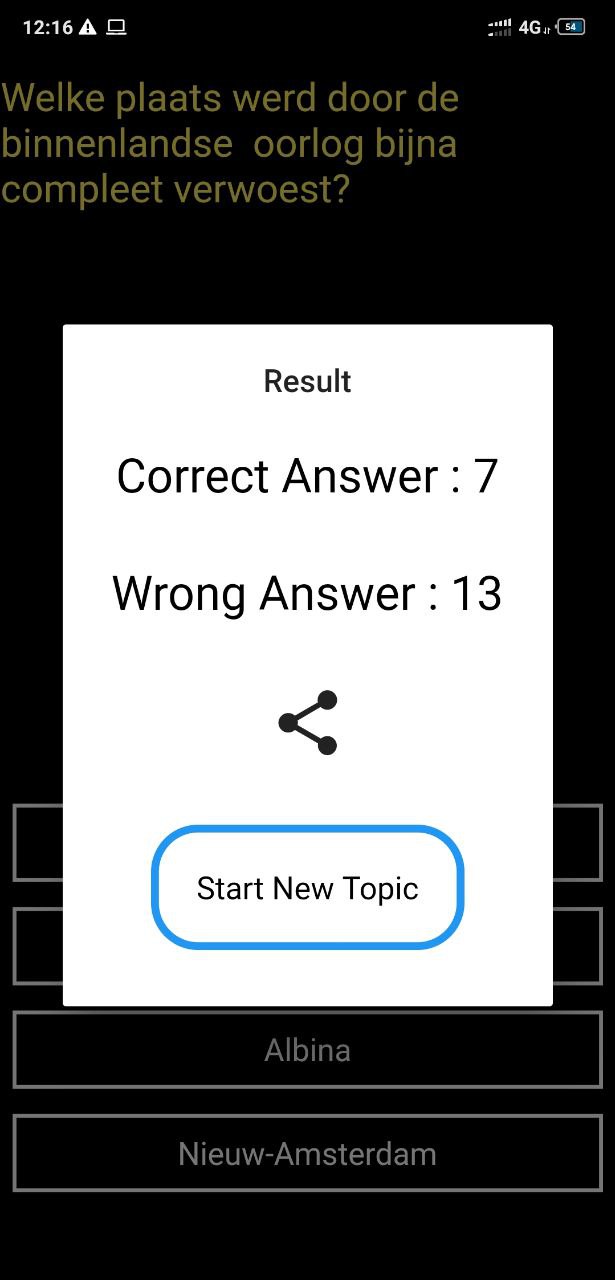 12:16 4G 54
Welke plaats werd door de
binnenlandse  oorlog bijna
compleet verwoest?
Result
Correct Answer : 7
Wrong Answer : 13
Start New Topic
Albina
Nieuw-Amsterdam